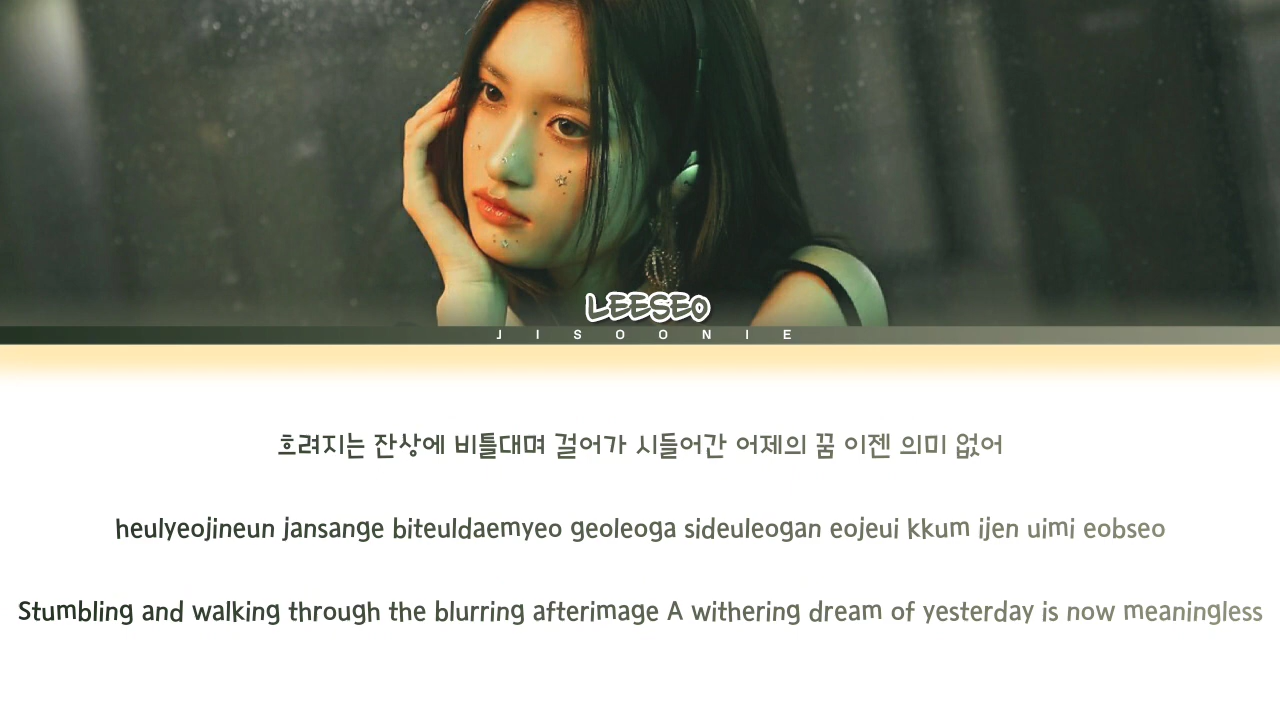 LEESEO
JISOONIE
흐려지는 잔상에 비틀대며 걸어가 시들어간 어제의 꿈 이젠 의미 없어
heulyeojineun jansange biteuldaemyeo geoleoga sideuleogan eojeui kkum ijen uimi eobseo
Stumbling and walking through the blurring afterimage A withering dream of yesterday is now meaningless